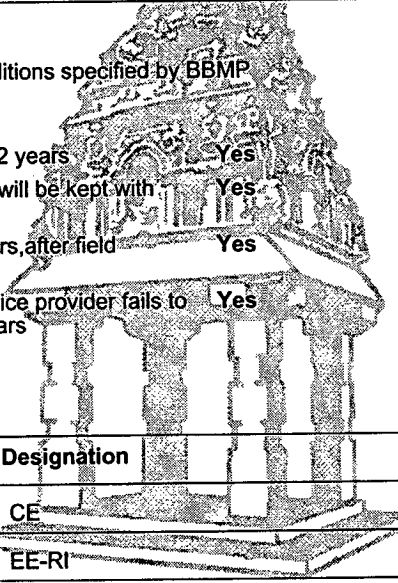 ditions specified by BBMP
2 years Yes
will be kept with Yes
rs,after field Yes
ice provider fails to Yes
ars
Designation
CE
EE-RI